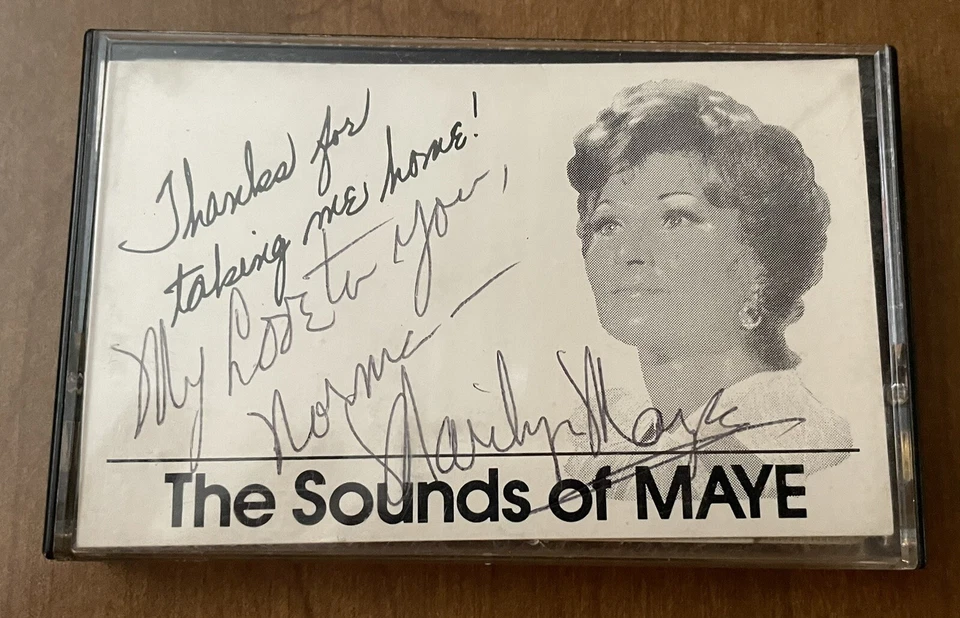 Thanks for
taking me home!
My Love to You,
Norma —
Marilyn Maye
The Sounds of MAYE